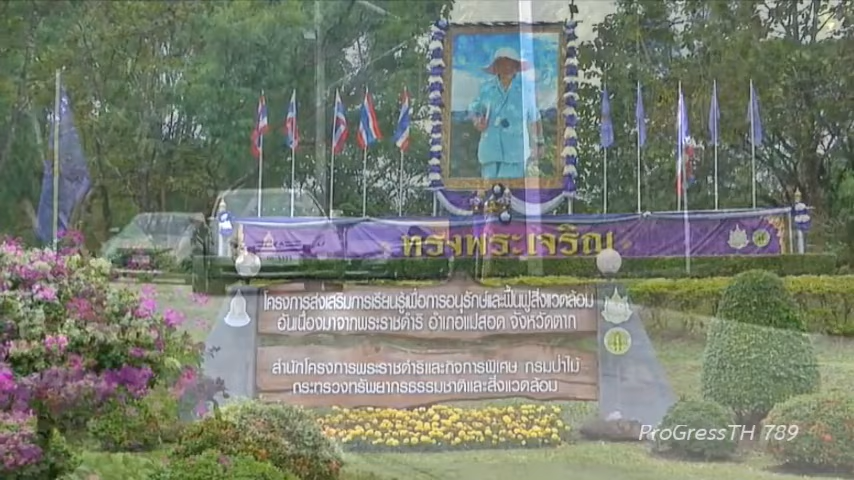 ทรงพระเจริญ
โครงการส่งเสริมการเรียนรู้เพื่อการอนุรักษ์และฟื้นฟูสิ่งแวดล้อม
อันเนื่องมาจากพระราชดำริ อำเภอแม่สอด จังหวัดตาก
สำนักโครงการพระราชดำริและกิจการพิเศษ กรมป่าไม้
กระทรวงทรัพยากรธรรมชาติและสิ่งแวดล้อม
ProGressTH 789